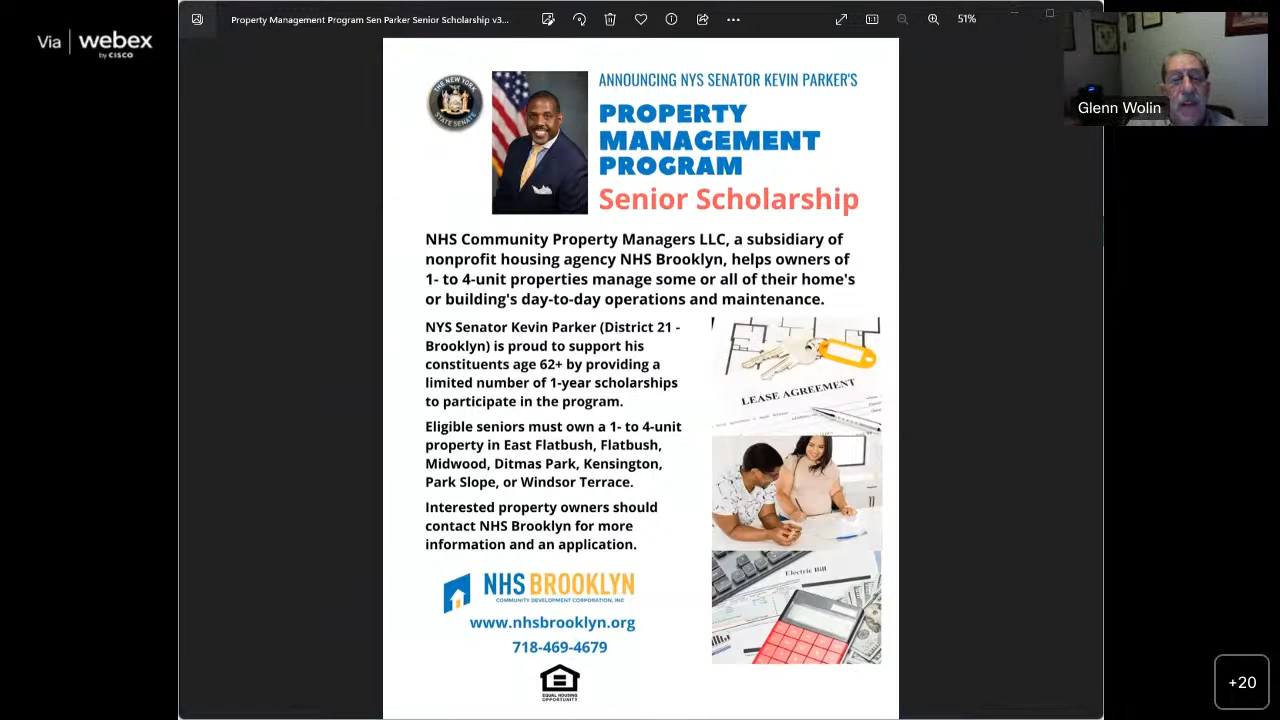 Via webex
by CISCO
Property Management Program Sen Parker Senior Scholarship v3...
51%
Glenn Wolin
THE NEW YORK
STATE SENATE
ANNOUNCING NYS SENATOR KEVIN PARKER'S
PROPERTY
MANAGEMENT
PROGRAM
Senior Scholarship
NHS Community Property Managers LLC, a subsidiary of
nonprofit housing agency NHS Brooklyn, helps owners of
1- to 4-unit properties manage some or all of their home's
or building's day-to-day operations and maintenance.
NYS Senator Kevin Parker (District 21 -
Brooklyn) is proud to support his
constituents age 62+ by providing a
limited number of 1-year scholarships
to participate in the program.
Eligible seniors must own a 1- to 4-unit
property in East Flatbush, Flatbush,
Midwood, Ditmas Park, Kensington,
Park Slope, or Windsor Terrace.
Interested property owners should
contact NHS Brooklyn for more
information and an application.
LEASE AGREEMENT
Electric Bill
NHS BROOKLYN
COMMUNITY DEVELOPMENT CORPORATION, INC
www.nhsbrooklyn.org
718-469-4679
EQUAL HOUSING
OPPORTUNITY
+20